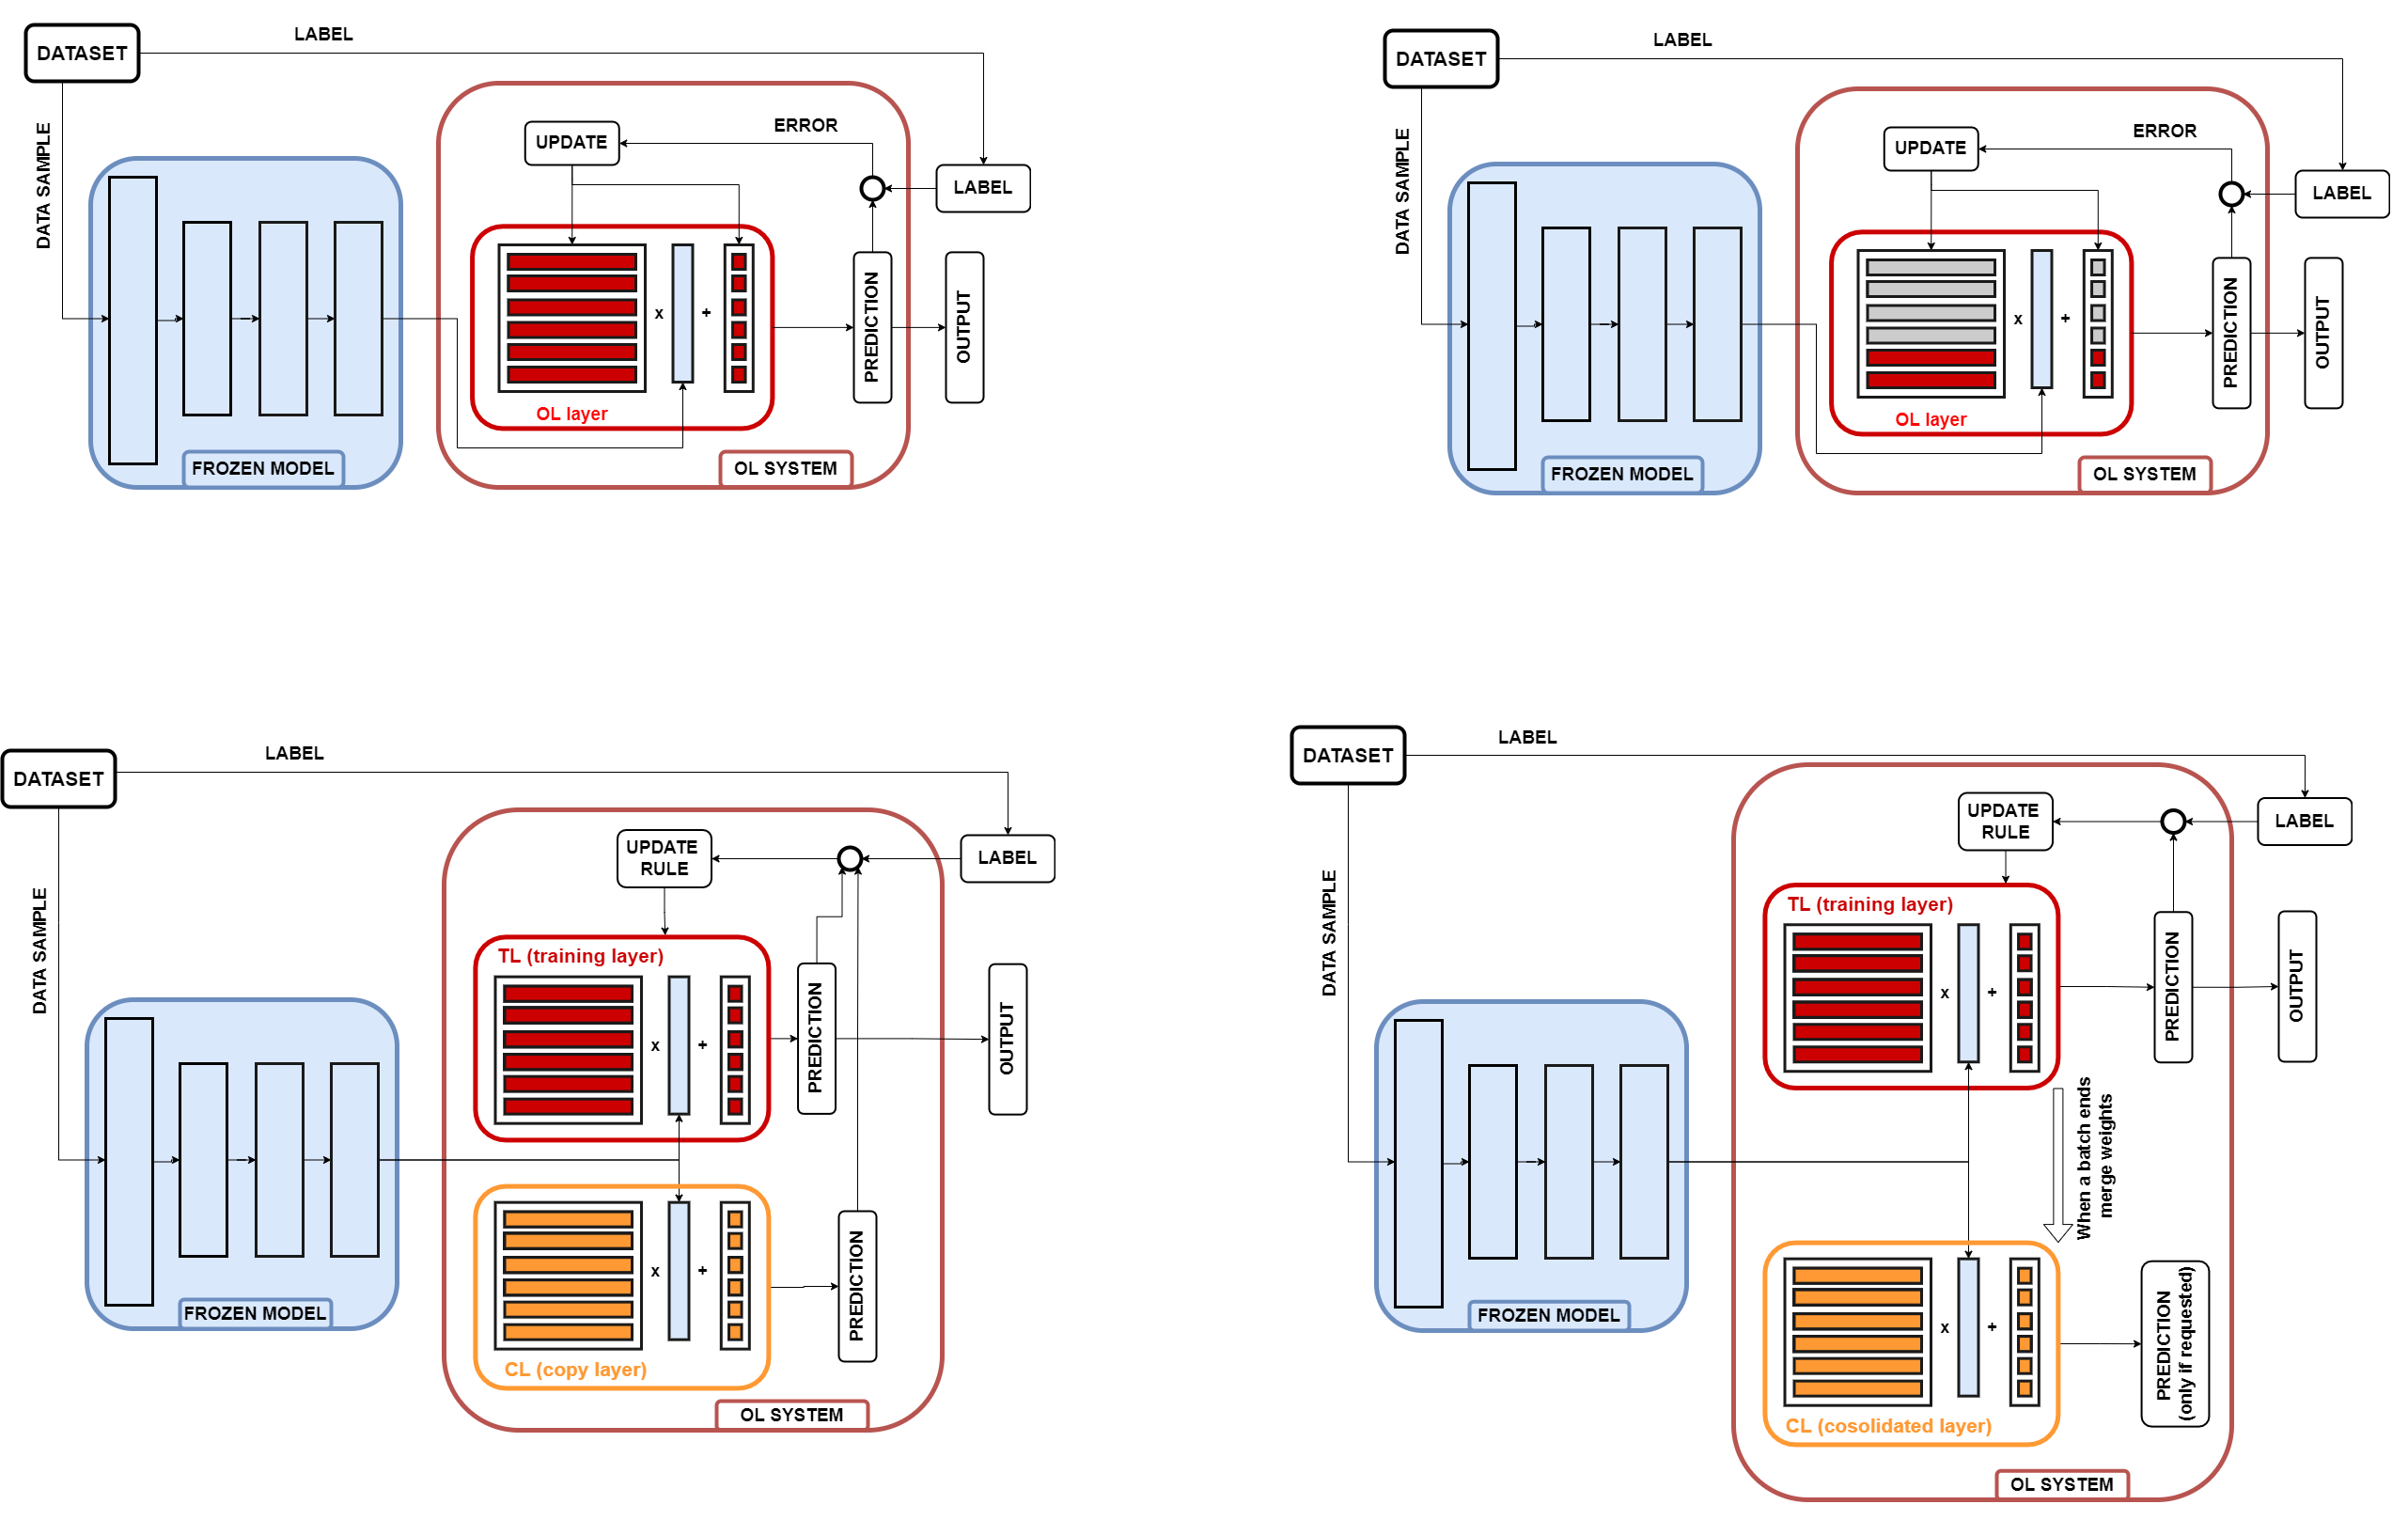 DATASET
LABEL
DATA SAMPLE
UPDATE
ERROR
LABEL
x
+
PREDICTION
OUTPUT
OL layer
FROZEN MODEL
OL SYSTEM
DATASET
LABEL
DATA SAMPLE
UPDATE
ERROR
LABEL
x
+
PREDICTION
OUTPUT
OL layer
FROZEN MODEL
OL SYSTEM
DATASET
LABEL
DATA SAMPLE
UPDATE
RULE
LABEL
TL (training layer)
x
+
PREDICTION
OUTPUT
x
+
PREDICTION
CL (copy layer)
FROZEN MODEL
OL SYSTEM
DATASET
LABEL
DATA SAMPLE
UPDATE
RULE
LABEL
TL (training layer)
x
+
PREDICTION
OUTPUT
When a batch ends
merge weights
x
+
PREDICTION
(only if requested)
CL (cosolidated layer)
FROZEN MODEL
OL SYSTEM